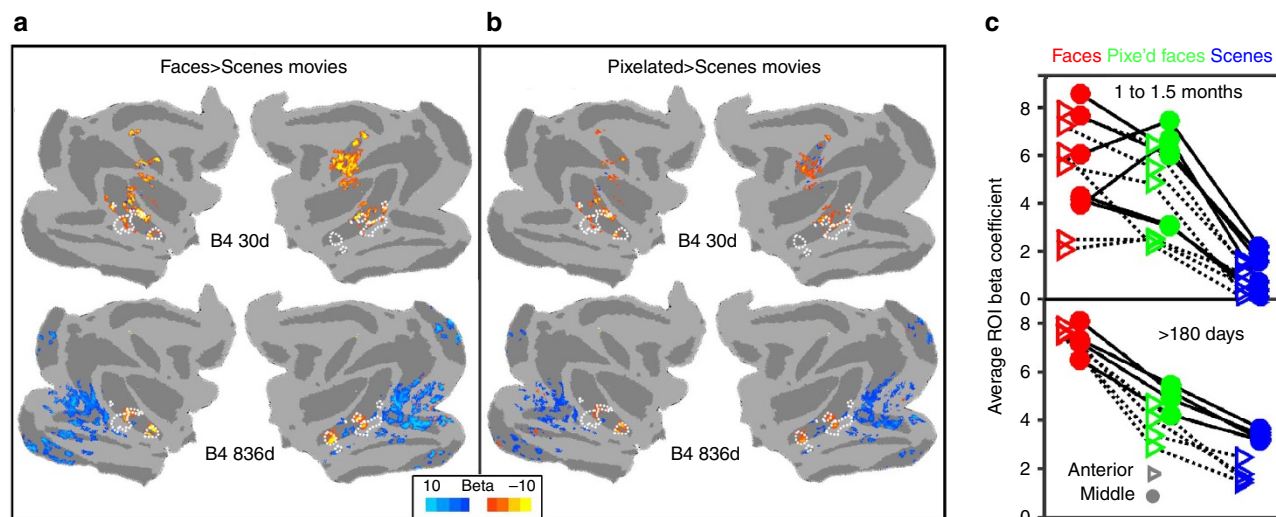 a
b
c
Faces>Scenes movies
Pixelated>Scenes movies
B4 30d
B4 30d
B4 836d
B4 836d
10 Beta –10
Faces Pixe'd faces Scenes
1 to 1.5 months
8
6
4
2
0
>180 days
8
6
4
2
0
Average ROI beta coefficient
Anterior
Middle